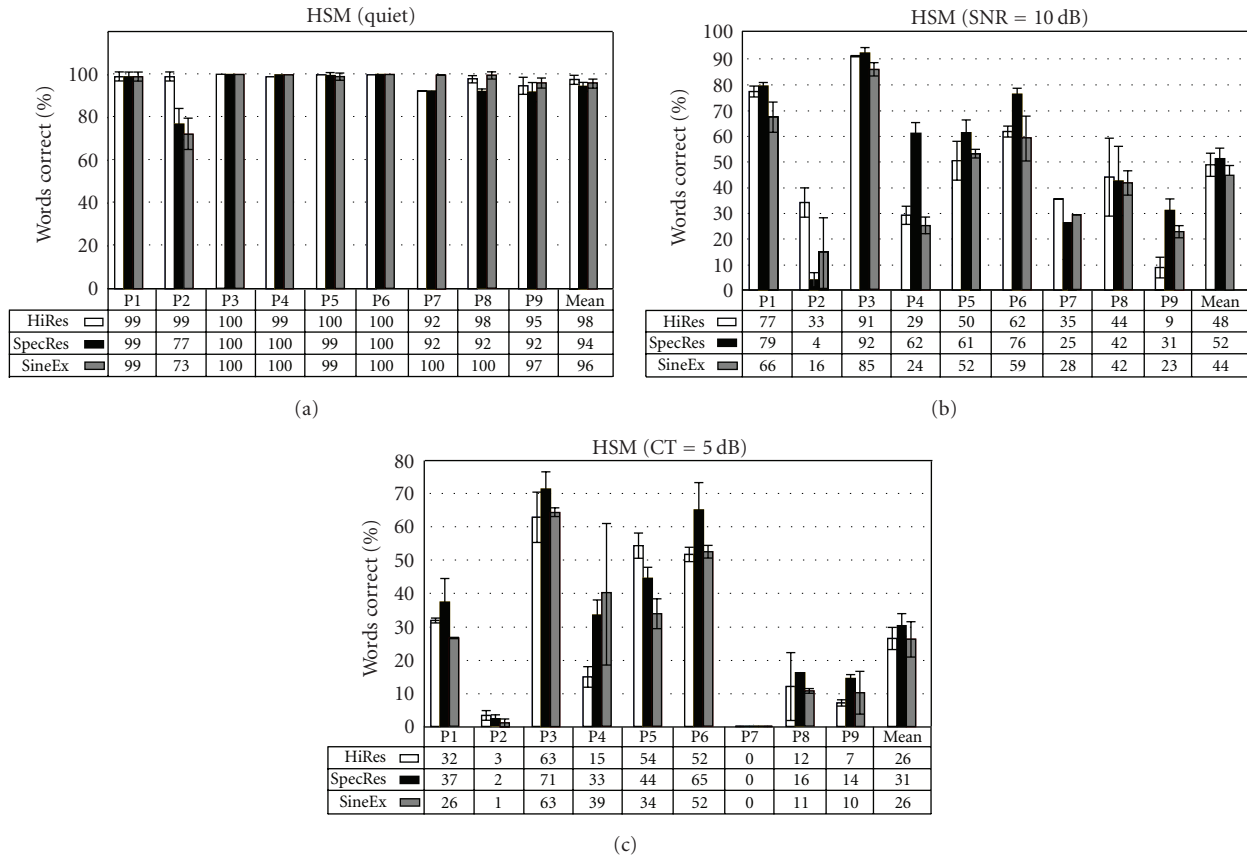 HSM (quiet)
Words correct (%)
100
80
60
40
20
0
P1 P2 P3 P4 P5 P6 P7 P8 P9 Mean
HiRes 99 99 100 99 100 100 92 98 95 98
SpecRes 99 77 100 100 99 100 92 92 92 94
SineEx 99 73 100 100 99 100 100 100 97 96
(a)
HSM (SNR = 10 dB)
Words correct (%)
100
90
80
70
60
50
40
30
20
10
0
P1 P2 P3 P4 P5 P6 P7 P8 P9 Mean
HiRes 77 33 91 29 50 62 35 44 9 48
SpecRes 79 4 92 62 61 76 25 42 31 52
SineEx 66 16 85 24 52 59 28 42 23 44
(b)
HSM (CT = 5 dB)
Words correct (%)
80
70
60
50
40
30
20
10
0
P1 P2 P3 P4 P5 P6 P7 P8 P9 Mean
HiRes 32 3 63 15 54 52 0 12 7 26
SpecRes 37 2 71 33 44 65 0 16 14 31
SineEx 26 1 63 39 34 52 0 11 10 26
(c)